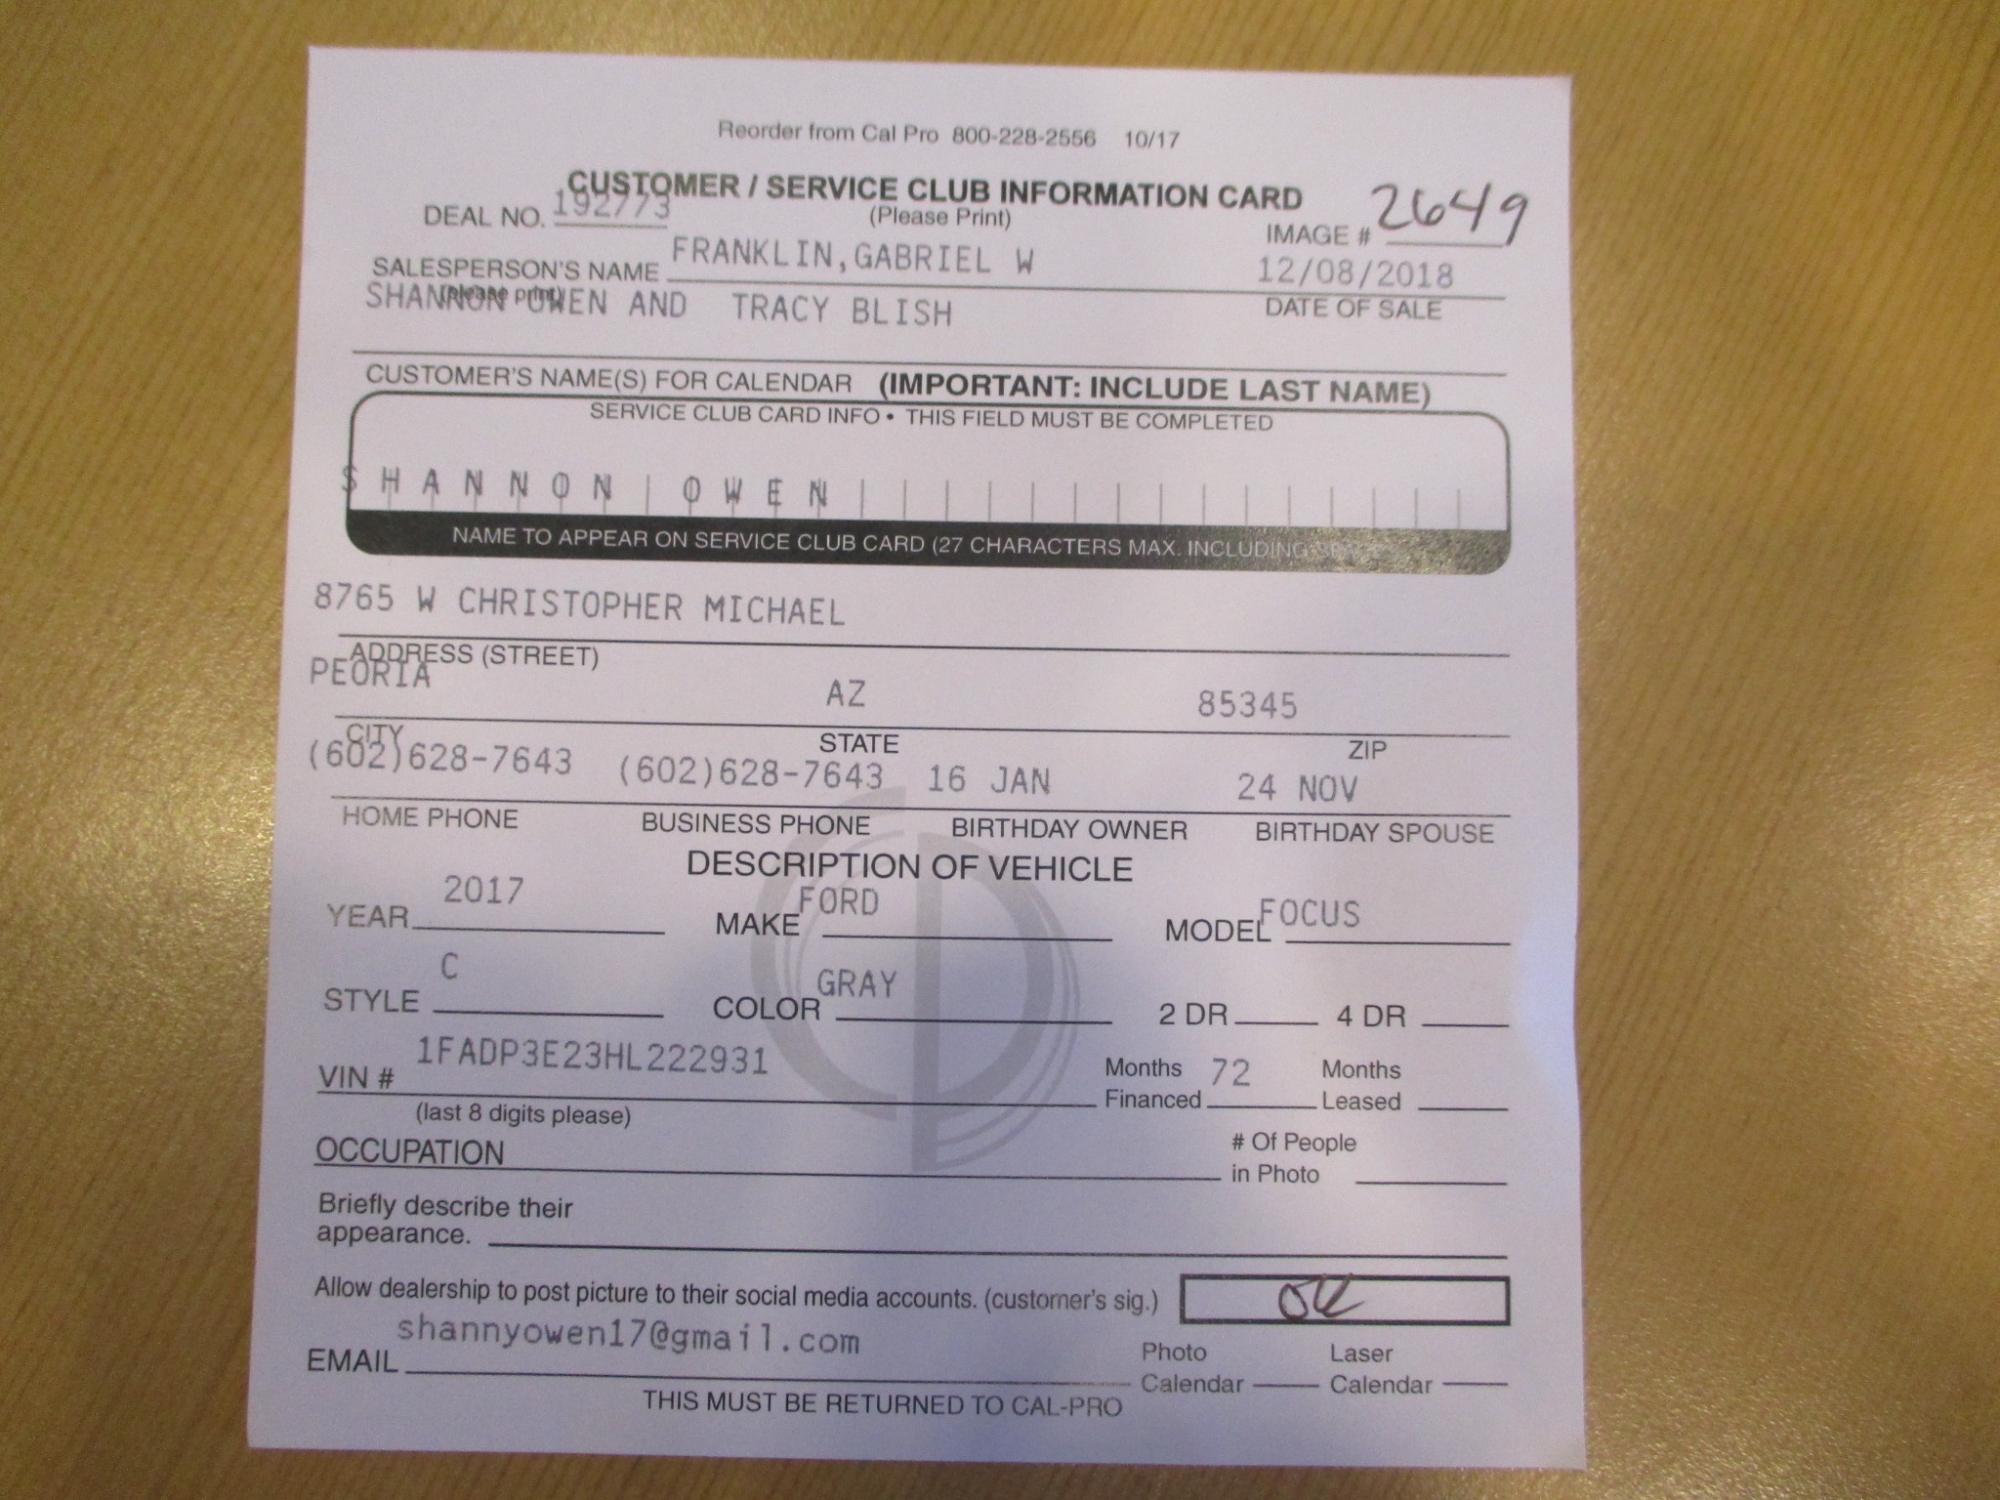 Reorder from Cal Pro 800-228-2556 10/17
CUSTOMER / SERVICE CLUB INFORMATION CARD
(Please Print)
DEAL NO. 192773
IMAGE # 2649
SALESPERSON'S NAME FRANKLIN,GABRIEL W 12/08/2018
(please print) DATE OF SALE
SHANNON OWEN AND TRACY BLISH
CUSTOMER'S NAME(S) FOR CALENDAR (IMPORTANT: INCLUDE LAST NAME)
SERVICE CLUB CARD INFO • THIS FIELD MUST BE COMPLETED
SHANNON OWEN
NAME TO APPEAR ON SERVICE CLUB CARD (27 CHARACTERS MAX. INCLUDING
8765 W CHRISTOPHER MICHAEL
ADDRESS (STREET)
PEORIA AZ 85345
CITY STATE ZIP
(602)628-7643 (602)628-7643 16 JAN 24 NOV
HOME PHONE BUSINESS PHONE BIRTHDAY OWNER BIRTHDAY SPOUSE
DESCRIPTION OF VEHICLE
YEAR 2017 MAKE FORD MODEL FOCUS
STYLE C COLOR GRAY 2 DR 4 DR
VIN # 1FADP3E23HL222931 Months Financed 72 Months Leased
(last 8 digits please)
OCCUPATION # Of People in Photo
Briefly describe their
appearance.
Allow dealership to post picture to their social media accounts. (customer's sig.) OK
EMAIL shannyowen17@gmail.com Photo Calendar Laser Calendar
THIS MUST BE RETURNED TO CAL-PRO